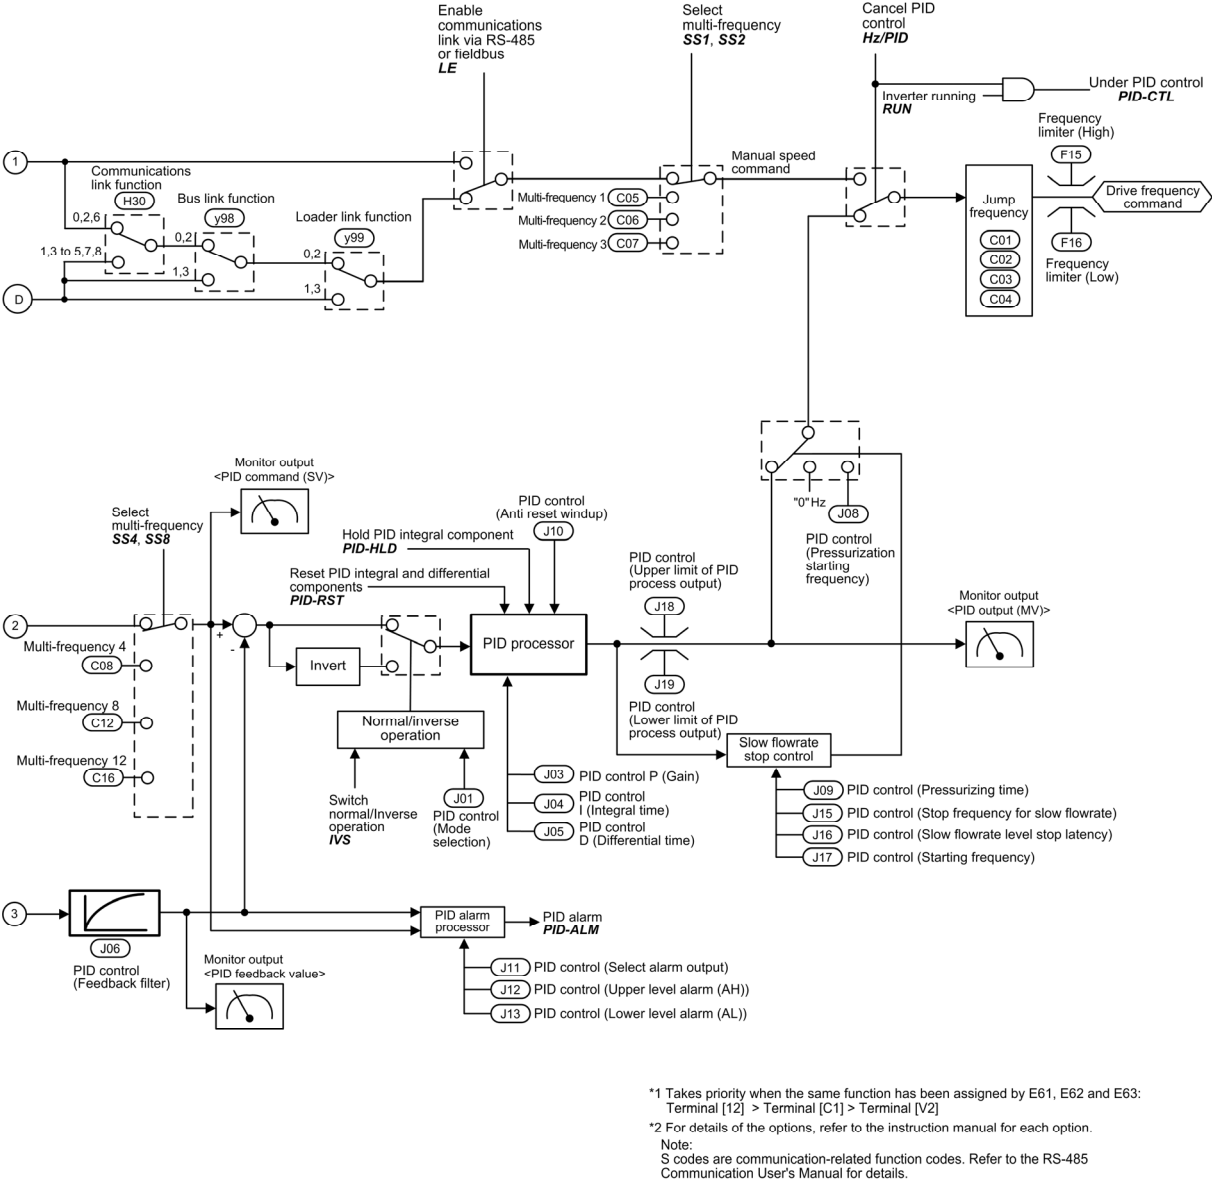 Enable
communications
link via RS-485
or fieldbus
LE
Select
multi-frequency
SS1, SS2
Cancel PID
control
Hz/PID
Inverter running
RUN
Under PID control
PID-CTL
Frequency
limiter (High)
F15
1
Communications
link function
H30
Bus link function
y98
Loader link function
y99
0,2,6
1,3 to 5,7,8
0,2
1,3
0,2
1,3
D
Manual speed
command
Multi-frequency 1 C05
Multi-frequency 2 C06
Multi-frequency 3 C07
Jump
frequency
C01
C02
C03
C04
Drive frequency
command
F16
Frequency
limiter (Low)
"0"Hz
J08
PID control
(Pressurization
starting
frequency)
Monitor output
<PID command (SV)>
Select
multi-frequency
SS4, SS8
PID control
(Anti reset windup)
J10
Hold PID integral component
PID-HLD
Reset PID integral and differential
components
PID-RST
PID control
(Upper limit of PID
process output)
J18
Monitor output
<PID output (MV)>
2
+
-
Multi-frequency 4
C08
Multi-frequency 8
C12
Multi-frequency 12
C16
Invert
PID processor
J19
PID control
(Lower limit of PID
process output)
Normal/inverse
operation
Slow flowrate
stop control
Switch
normal/Inverse
operation
IVS
J01
PID control
(Mode
selection)
J03 PID control P (Gain)
J04 PID control
I (Integral time)
J05 PID control
D (Differential time)
J09 PID control (Pressurizing time)
J15 PID control (Stop frequency for slow flowrate)
J16 PID control (Slow flowrate level stop latency)
J17 PID control (Starting frequency)
3
J06
PID control
(Feedback filter)
Monitor output
<PID feedback value>
PID alarm
processor
PID alarm
PID-ALM
J11 PID control (Select alarm output)
J12 PID control (Upper level alarm (AH))
J13 PID control (Lower level alarm (AL))
*1 Takes priority when the same function has been assigned by E61, E62 and E63:
Terminal [12] > Terminal [C1] > Terminal [V2]
*2 For details of the options, refer to the instruction manual for each option.
Note:
S codes are communication-related function codes. Refer to the RS-485
Communication User's Manual for details.